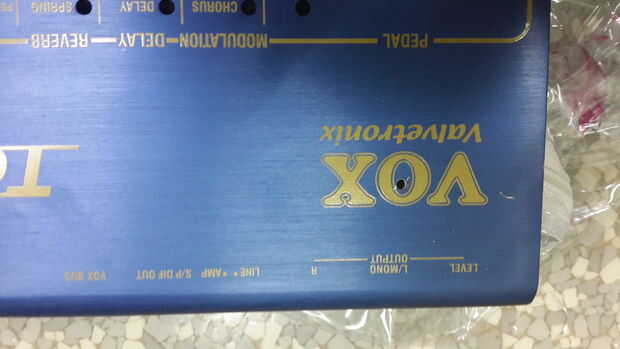 LEVEL L/MONO R LINE * AMP S/P DIF OUT VOX BUS
OUTPUT
VOX
Valvetronix
PEDAL MODULATION DELAY REVERB
CHORUS DELAY SPRING